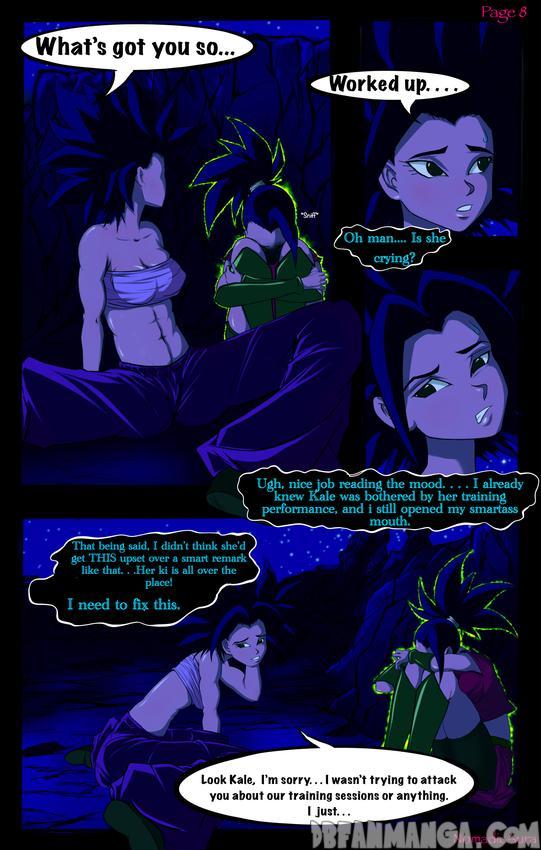 Page 8
What's got you so...
Worked up. . . .
*Sniff*
Oh man.... Is she
crying?
Ugh, nice job reading the mood. . . . I already
knew Kale was bothered by her training
performance, and i still opened my smartass
mouth.
That being said, I didn't think she'd
get THIS upset over a smart remark
like that. . .Her ki is all over the
place!
I need to fix this.
Look Kale, I'm sorry. . . I wasn't trying to attack
you about our training sessions or anything.
I just. . .
DBFANMANGA.COM